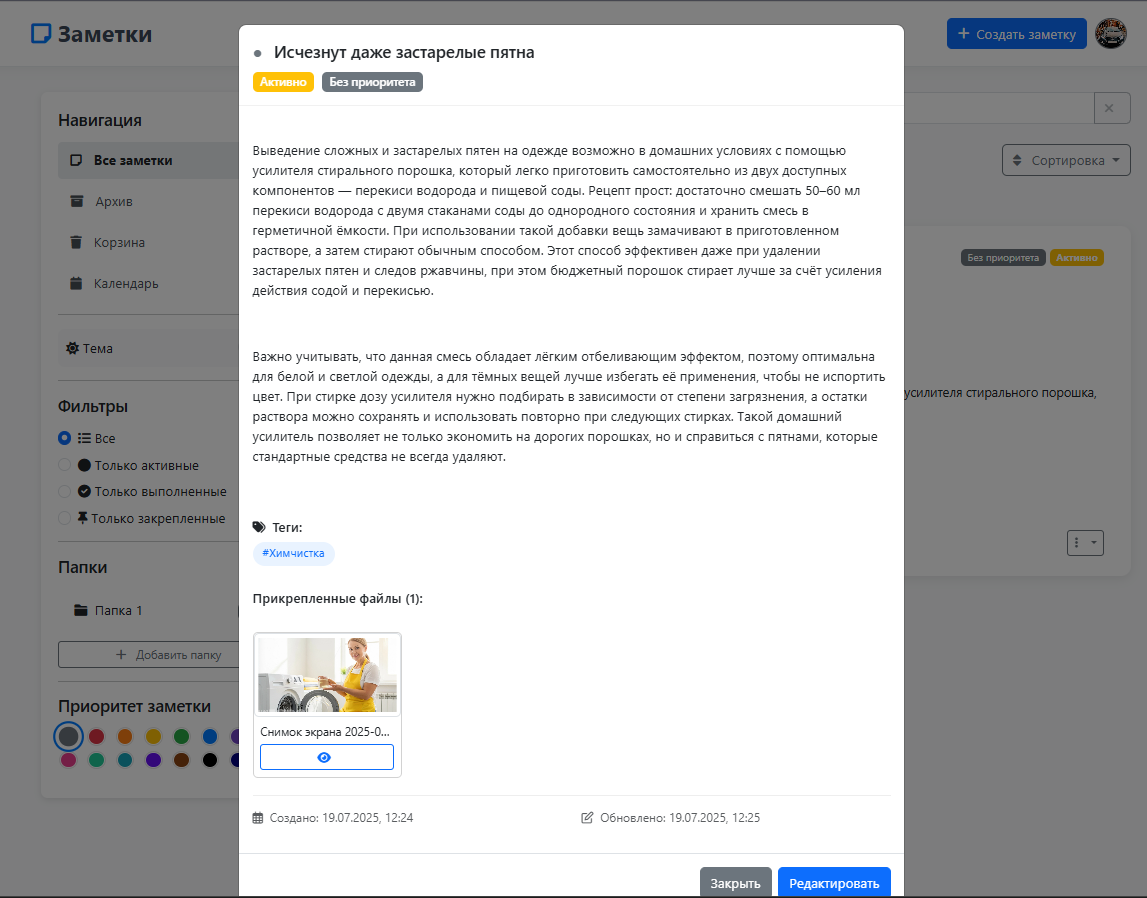 Заметки
Создать заметку
Навигация
Все заметки
Архив
Корзина
Календарь
Тема
Фильтры
Все
Только активные
Только выполненные
Только закрепленные
Папки
Папка 1
Добавить папку
Приоритет заметки
Исчезнут даже застарелые пятна
Активно
Без приоритета
Выведение сложных и застарелых пятен на одежде возможно в домашних условиях с помощью
усилителя стирального порошка, который легко приготовить самостоятельно из двух доступных
компонентов — перекиси водорода и пищевой соды. Рецепт прост: достаточно смешать 50–60 мл
перекиси водорода с двумя стаканами соды до однородного состояния и хранить смесь в
герметичной ёмкости. При использовании такой добавки вещь замачивают в приготовленном
растворе, а затем стирают обычным способом. Этот способ эффективен даже при удалении
застарелых пятен и следов ржавчины, при этом бюджетный порошок стирает лучше за счёт усиления
действия содой и перекисью.
Важно учитывать, что данная смесь обладает лёгким отбеливающим эффектом, поэтому оптимальна
для белой и светлой одежды, а для тёмных вещей лучше избегать её применения, чтобы не испортить
цвет. При стирке дозу усилителя нужно подбирать в зависимости от степени загрязнения, а остатки
раствора можно сохранять и использовать повторно при следующих стирках. Такой домашний
усилитель позволяет не только экономить на дорогих порошках, но и справиться с пятнами, которые
стандартные средства не всегда удаляют.
Теги:
#Химчистка
Прикрепленные файлы (1):
Снимок экрана 2025-0...
Создано: 19.07.2025, 12:24
Обновлено: 19.07.2025, 12:25
Закрыть
Редактировать
Сортировка
Без приоритета
Активно
усилителя стирального порошка,